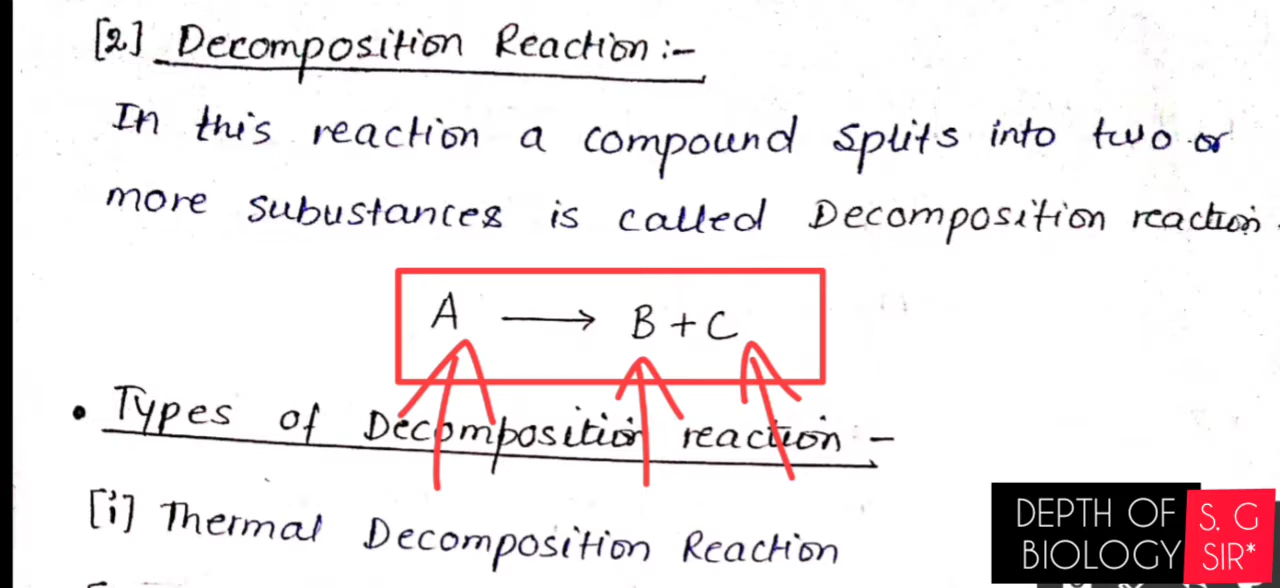 [2] Decomposition Reaction :-
In this reaction a compound splits into two or
more subustances is called Decomposition reaction.
A ⟶ B + C
• Types of Decomposition reaction :-
[i] Thermal Decomposition Reaction
DEPTH OF
BIOLOGY
S. G
SIR*